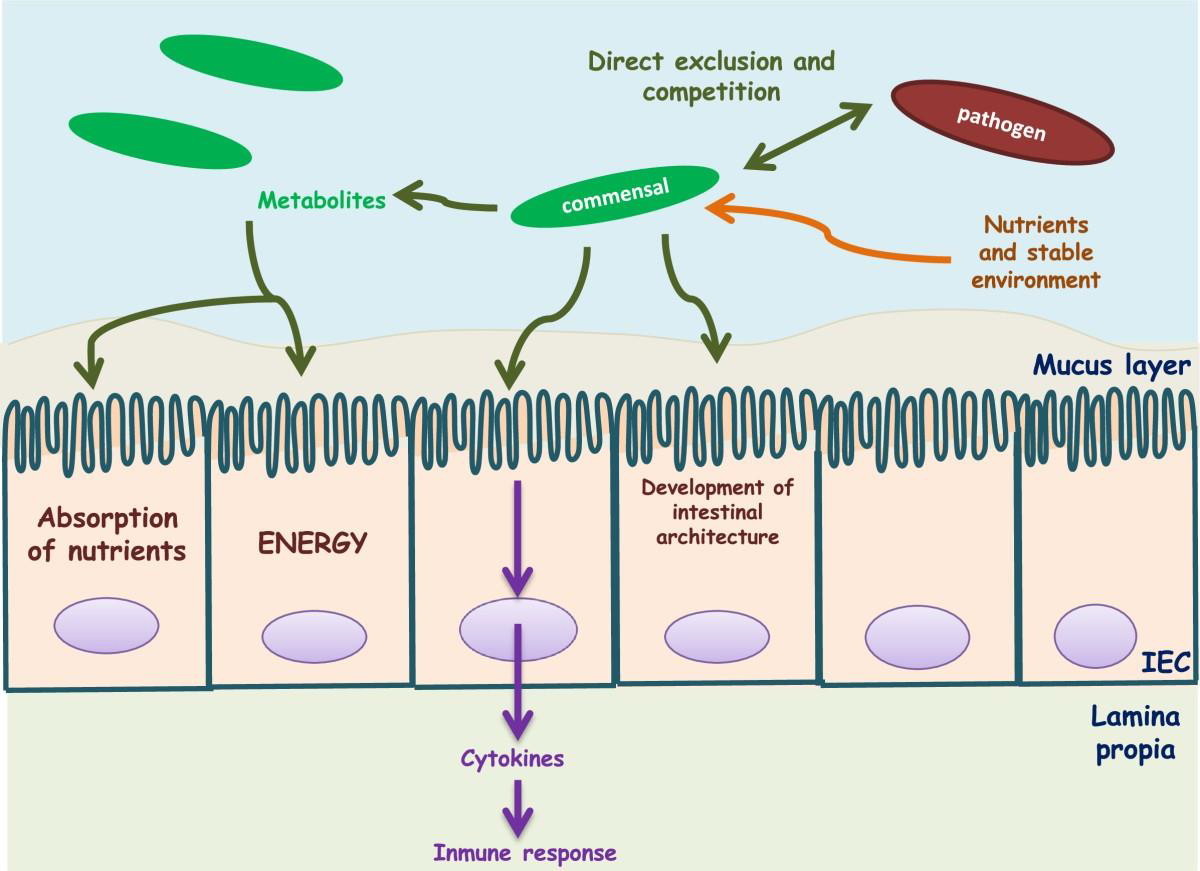 Direct exclusion and
competition
pathogen
commensal
Metabolites
Nutrients
and stable
environment
Mucus layer
Absorption
of nutrients
ENERGY
Development of
intestinal
architecture
IEC
Lamina
propia
Cytokines
Inmune response